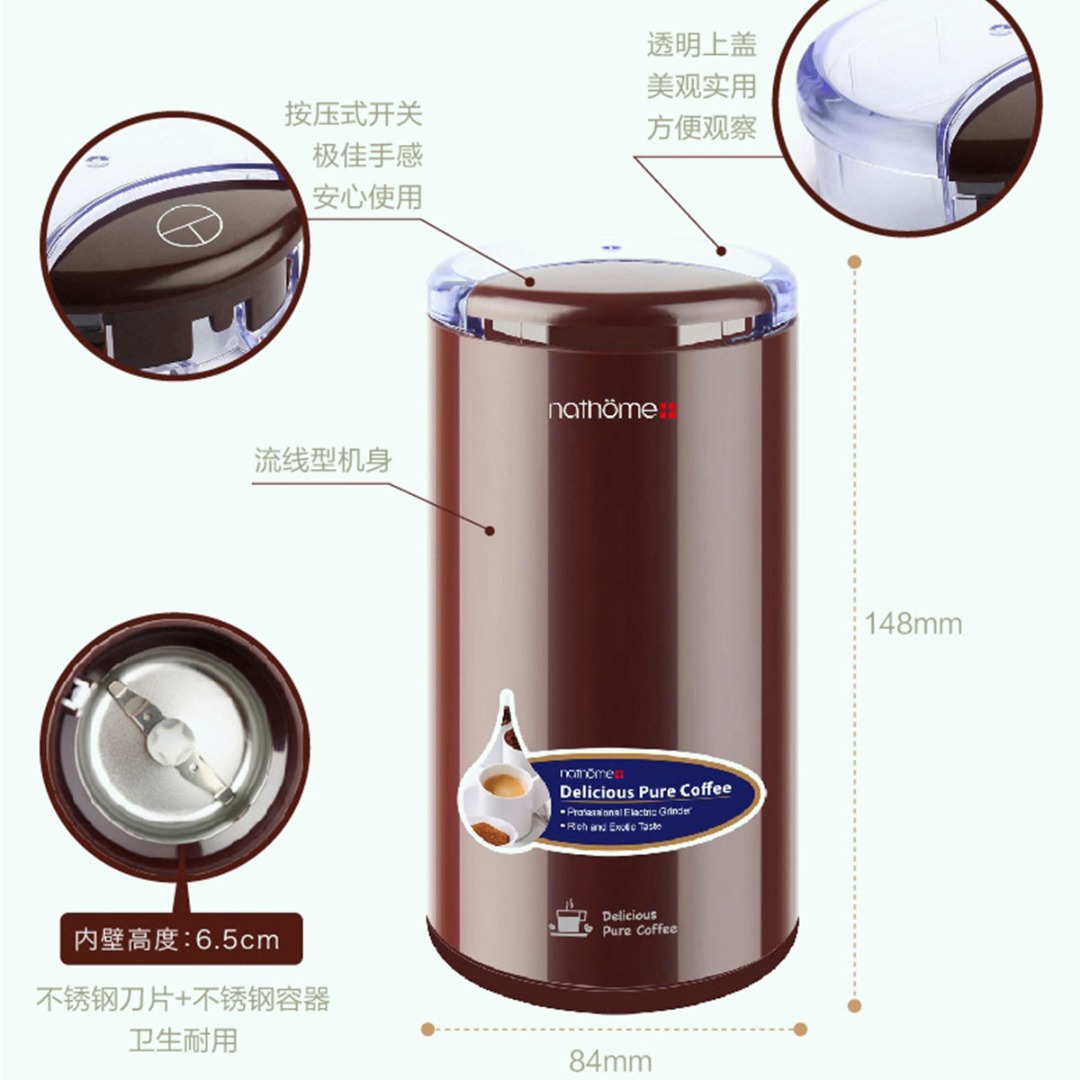 透明上盖
美观实用
方便观察
按压式开关
极佳手感
安心使用
nathöme
流线型机身
148mm
nathöme
Delicious Pure Coffee
• Professional Electric Grinder
• Rich and Exotic Taste
Delicious
Pure Coffee
内壁高度:6.5cm
不锈钢刀片+不锈钢容器
卫生耐用
84mm